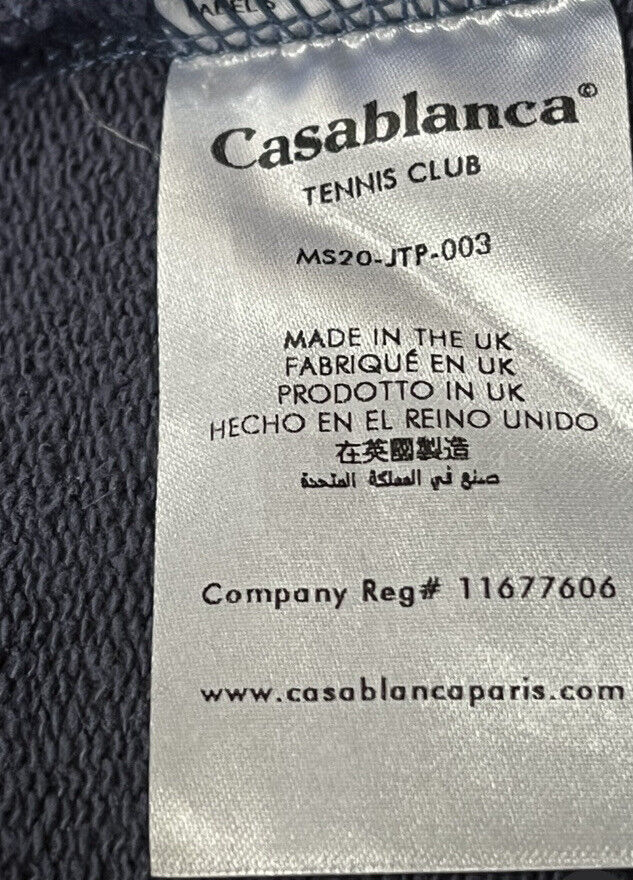 Casablanca®
TENNIS CLUB
MS20-JTP-003
MADE IN THE UK
FABRIQUÉ EN UK
PRODOTTO IN UK
HECHO EN EL REINO UNIDO
在英國製造
صنع في المملكة المتحدة
Company Reg# 11677606
www.casablancaparis.com